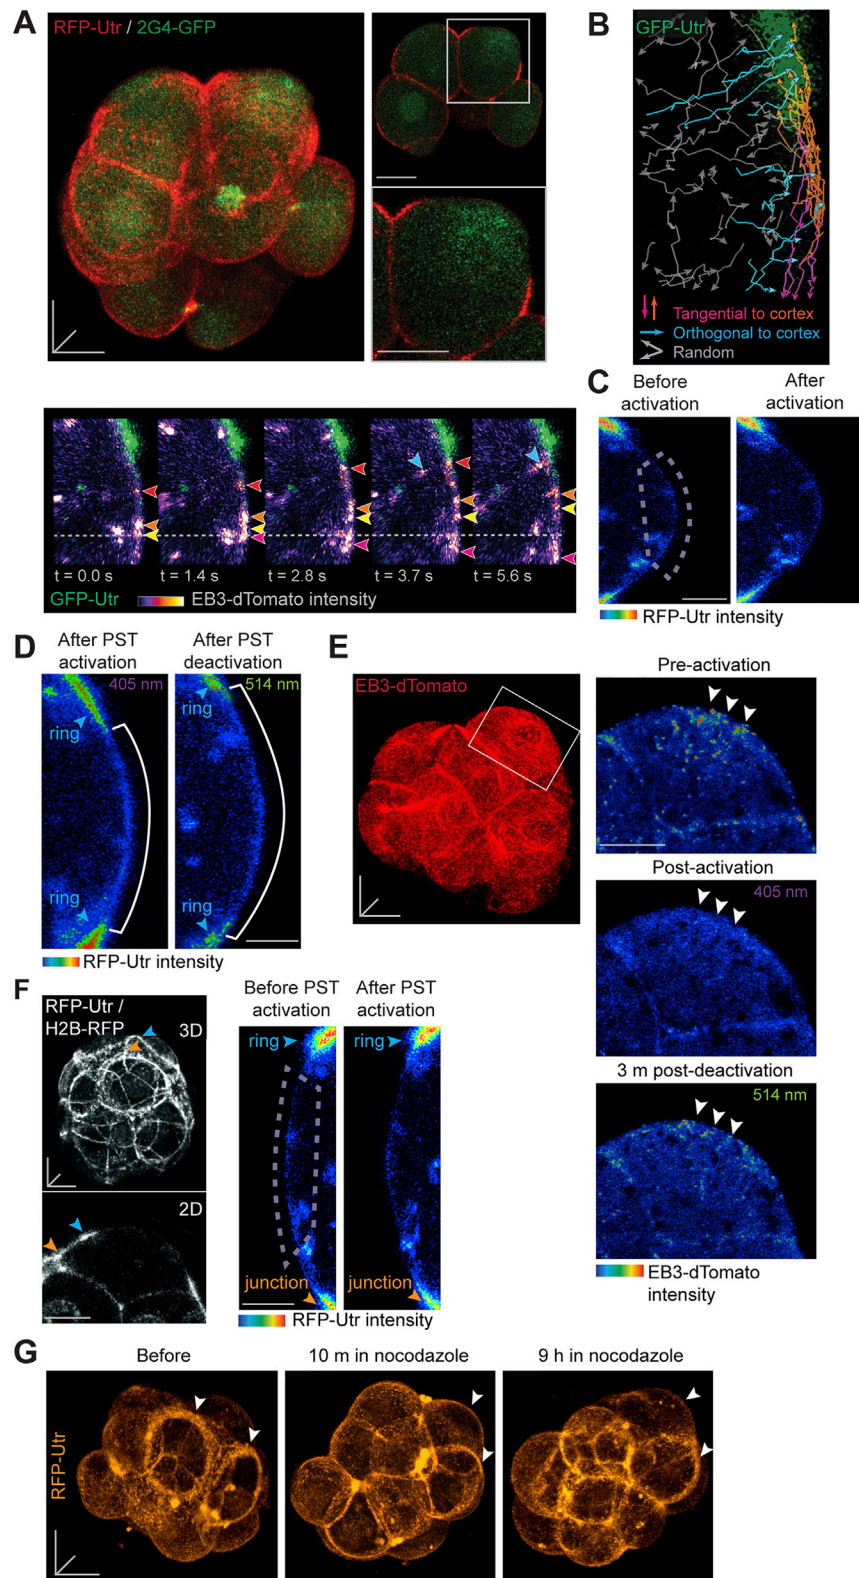 A
RFP-Utr / 2G4-GFP
B
GFP-Utr
Tangential to cortex
Orthogonal to cortex
Random
t = 0.0 s
t = 1.4 s
t = 2.8 s
t = 3.7 s
t = 5.6 s
GFP-Utr
EB3-dTomato intensity
C
Before
activation
After
activation
RFP-Utr intensity
D
After PST
activation
After PST
deactivation
405 nm
514 nm
ring
ring
ring
ring
RFP-Utr intensity
E
EB3-dTomato
Pre-activation
Post-activation
405 nm
3 m post-deactivation
514 nm
EB3-dTomato
intensity
F
RFP-Utr /
H2B-RFP
3D
2D
Before PST
activation
After PST
activation
ring
junction
ring
junction
RFP-Utr intensity
G
Before
10 m in nocodazole
9 h in nocodazole
RFP-Utr